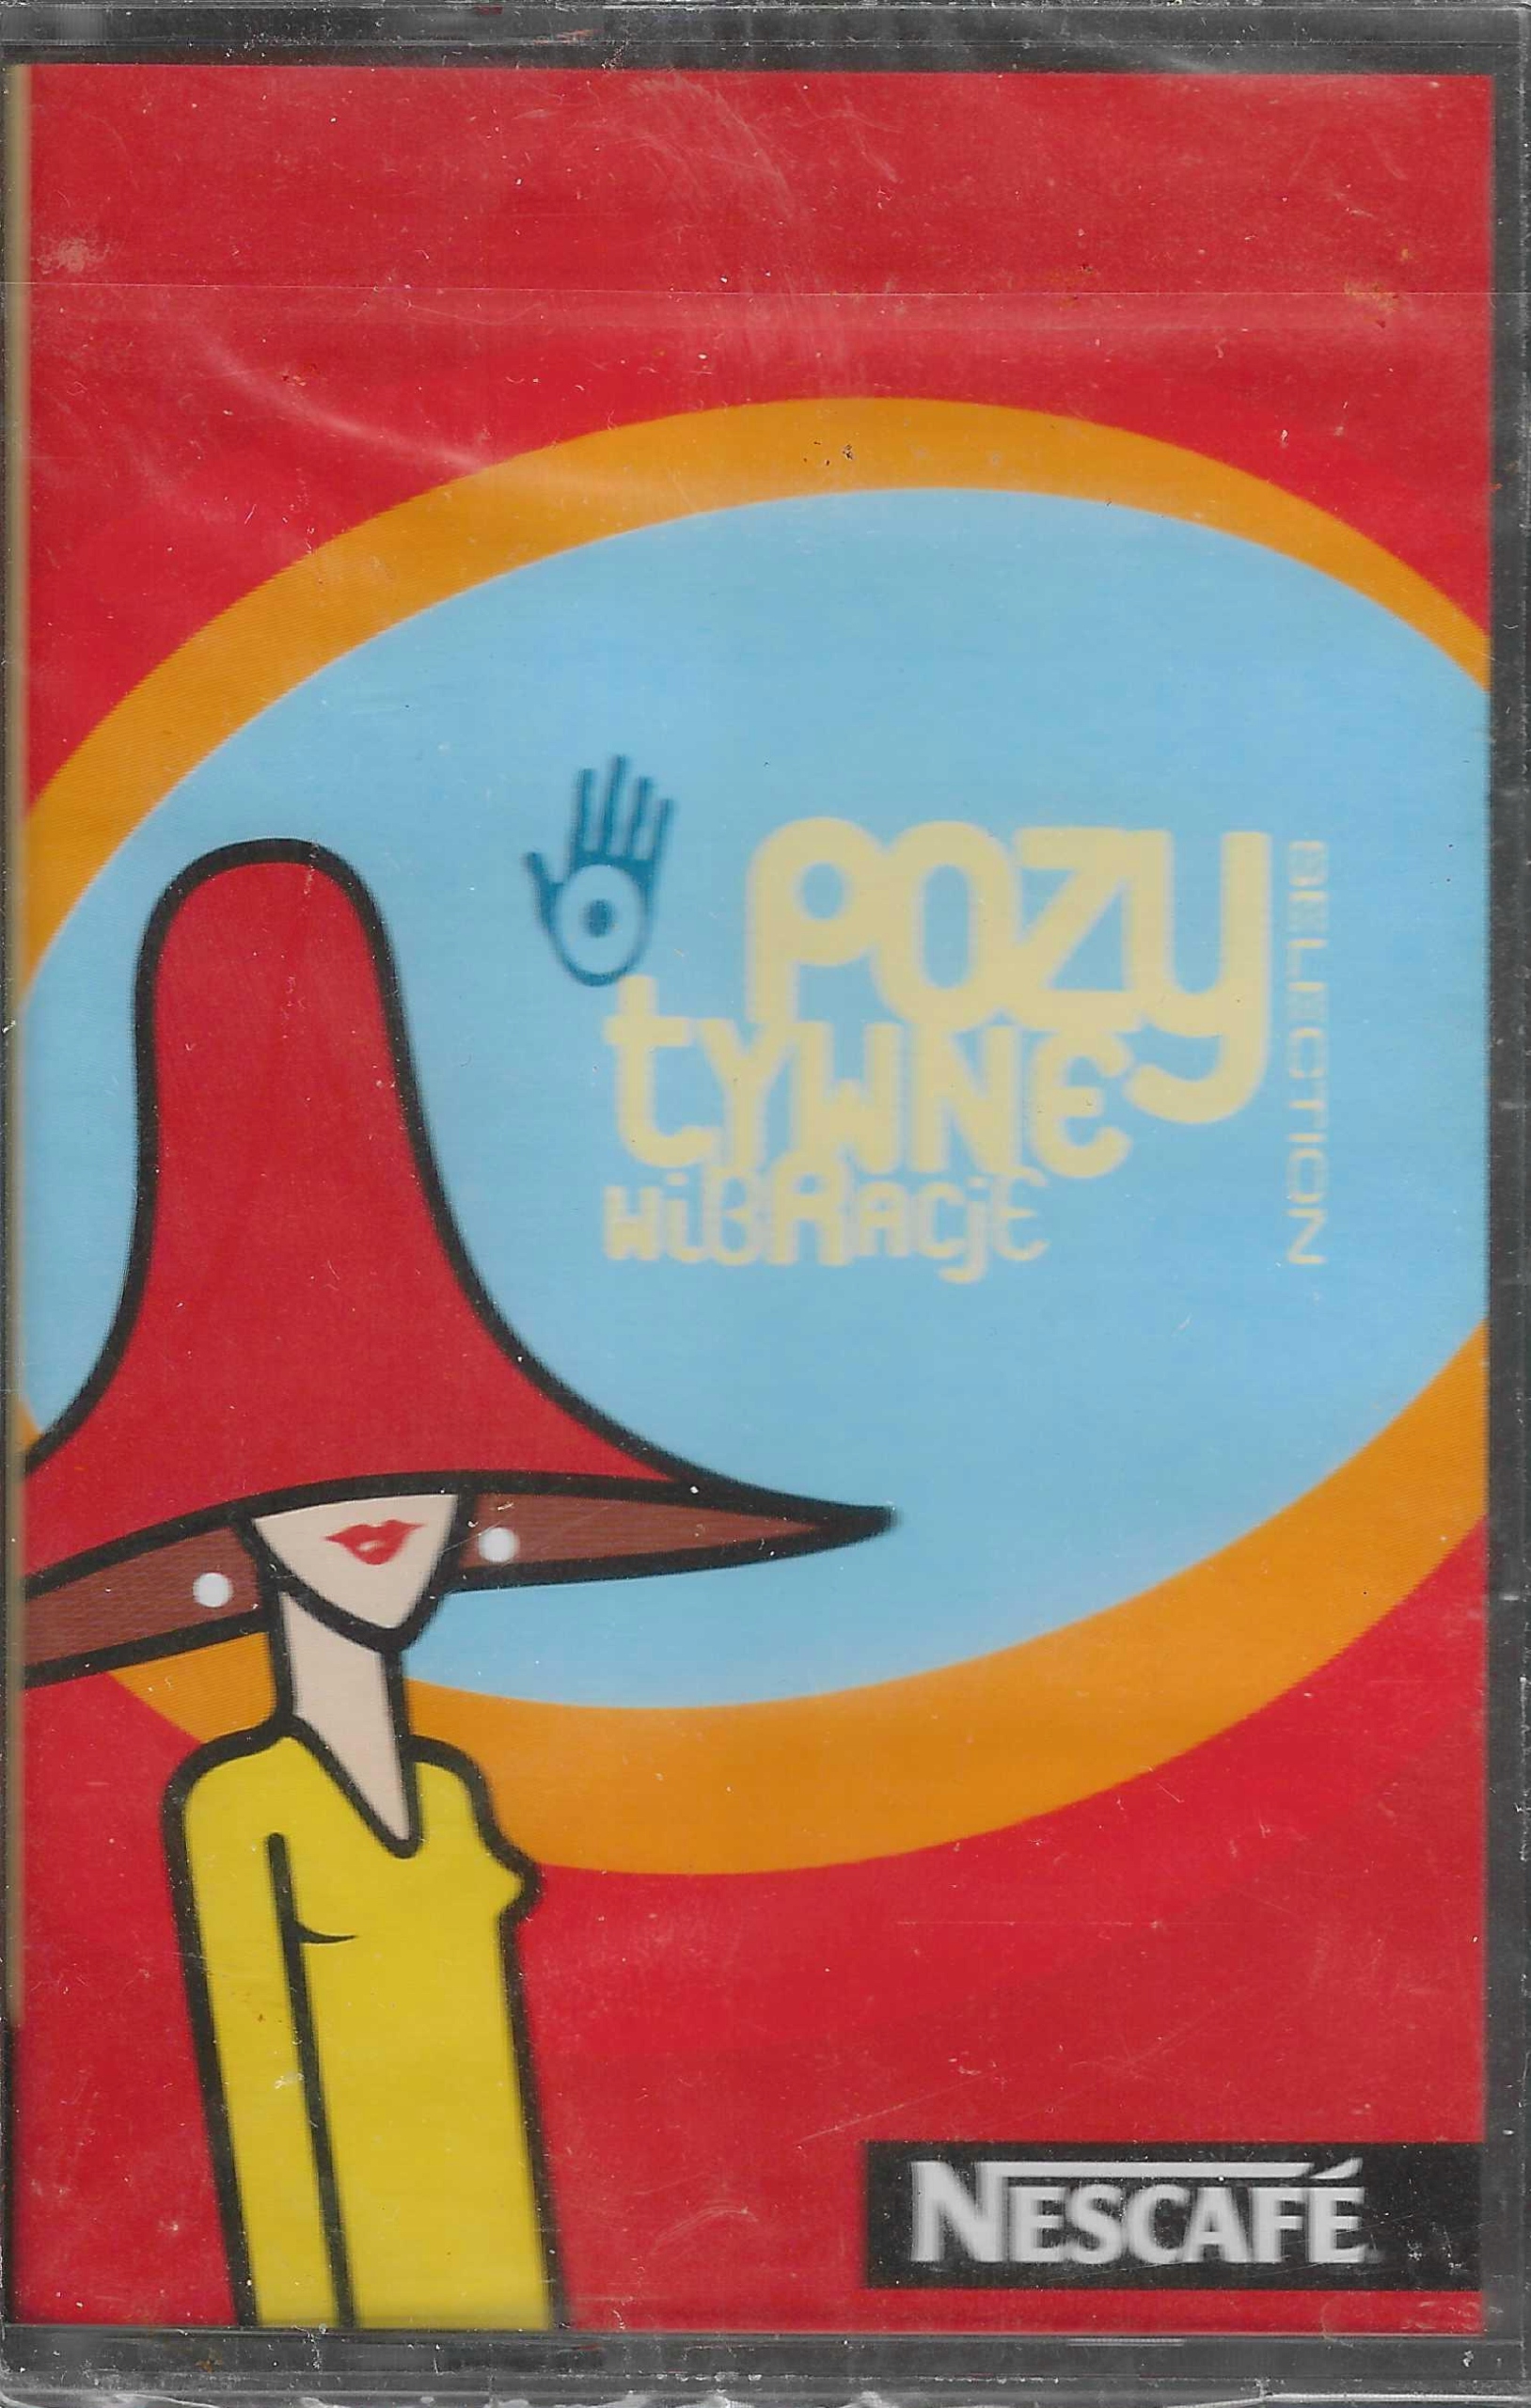 POZY
tYWNE
WiBRAcjE
SELECTION
NESCAFÉ